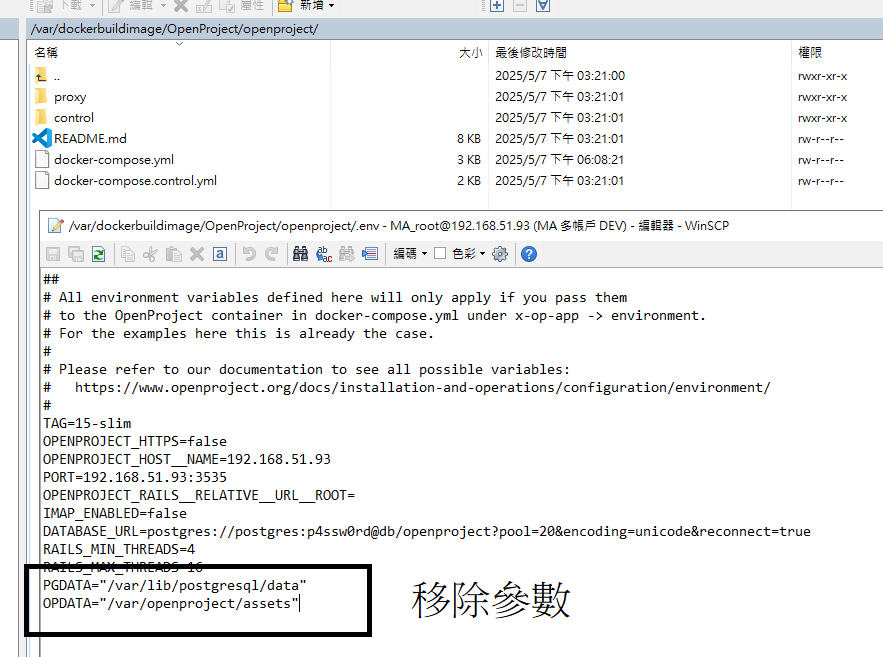 下載 編輯 屬性 新增
/var/dockerbuildimage/OpenProject/openproject/
名稱 大小 最後修改時間 權限
.. 2025/5/7 下午 03:21:00 rwxr-xr-x
proxy 2025/5/7 下午 03:21:01 rwxr-xr-x
control 2025/5/7 下午 03:21:01 rwxr-xr-x
README.md 8 KB 2025/5/7 下午 03:21:01 rw-r--r--
docker-compose.yml 3 KB 2025/5/7 下午 06:08:21 rw-r--r--
docker-compose.control.yml 2 KB 2025/5/7 下午 03:21:01 rw-r--r--
/var/dockerbuildimage/OpenProject/openproject/.env - MA_root@192.168.51.93 (MA 多帳戶 DEV) - 編輯器 - WinSCP
編碼 色彩
##
# All environment variables defined here will only apply if you pass them
# to the OpenProject container in docker-compose.yml under x-op-app -> environment.
# For the examples here this is already the case.
#
# Please refer to our documentation to see all possible variables:
#   https://www.openproject.org/docs/installation-and-operations/configuration/environment/
#
TAG=15-slim
OPENPROJECT_HTTPS=false
OPENPROJECT_HOST__NAME=192.168.51.93
PORT=192.168.51.93:3535
OPENPROJECT_RAILS__RELATIVE__URL__ROOT=
IMAP_ENABLED=false
DATABASE_URL=postgres://postgres:p4ssw0rd@db/openproject?pool=20&encoding=unicode&reconnect=true
RAILS_MIN_THREADS=4
RAILS_MAX_THREADS=16
PGDATA="/var/lib/postgresql/data"
OPDATA="/var/openproject/assets"
移除參數